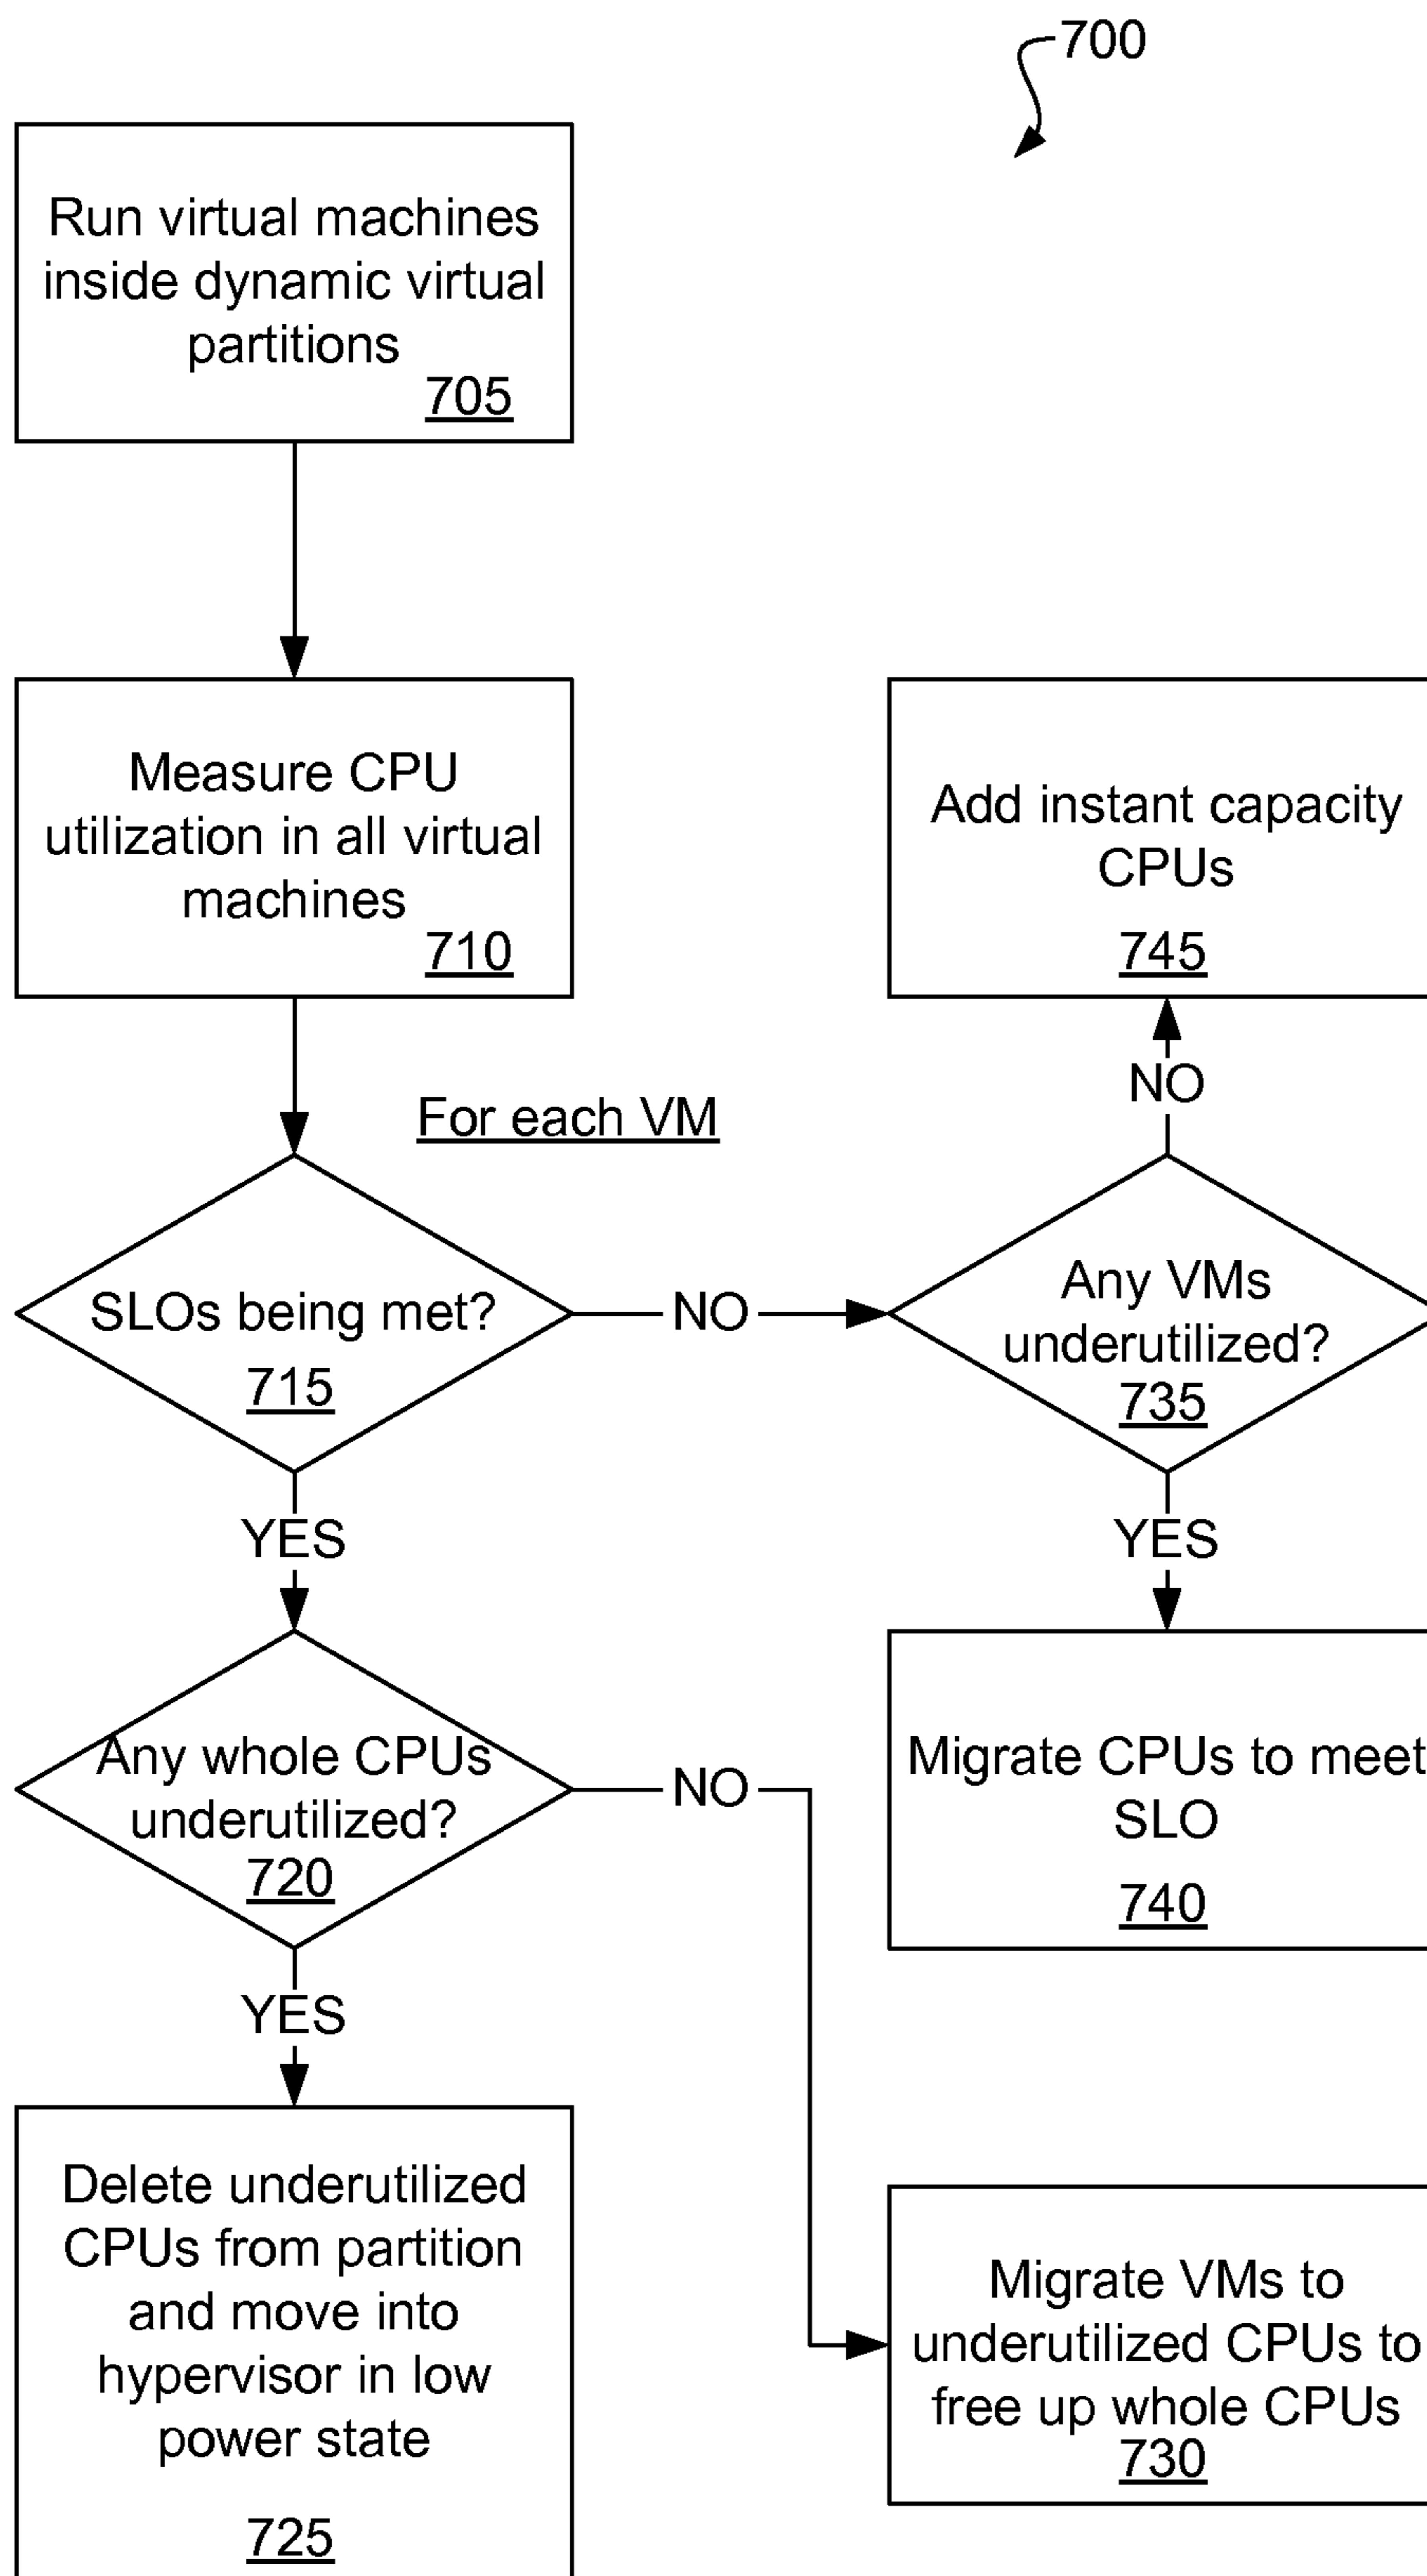 700
Run virtual machines
inside dynamic virtual
partitions
705
Measure CPU
utilization in all virtual
machines
710
Add instant capacity
CPUs
745
NO
For each VM
SLOs being met?
715
NO
Any VMs
underutilized?
735
YES
YES
Any whole CPUs
underutilized?
720
NO
Migrate CPUs to meet
SLO
740
YES
Delete underutilized
CPUs from partition
and move into
hypervisor in low
power state
725
Migrate VMs to
underutilized CPUs to
free up whole CPUs
730